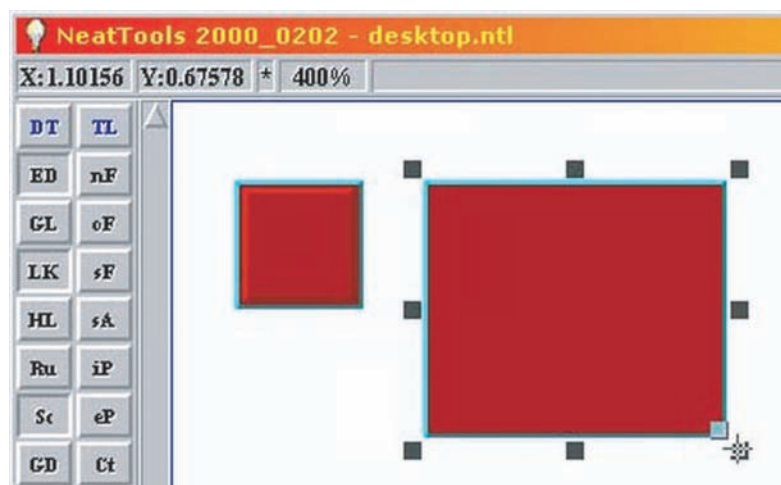 NeatTools 2000_0202 - desktop.ntl
X:1.10156 Y:0.67578 * 400%
DT TL
ED nF
GL oF
LK sF
HL sA
Ru iP
Sc eP
GD Ct